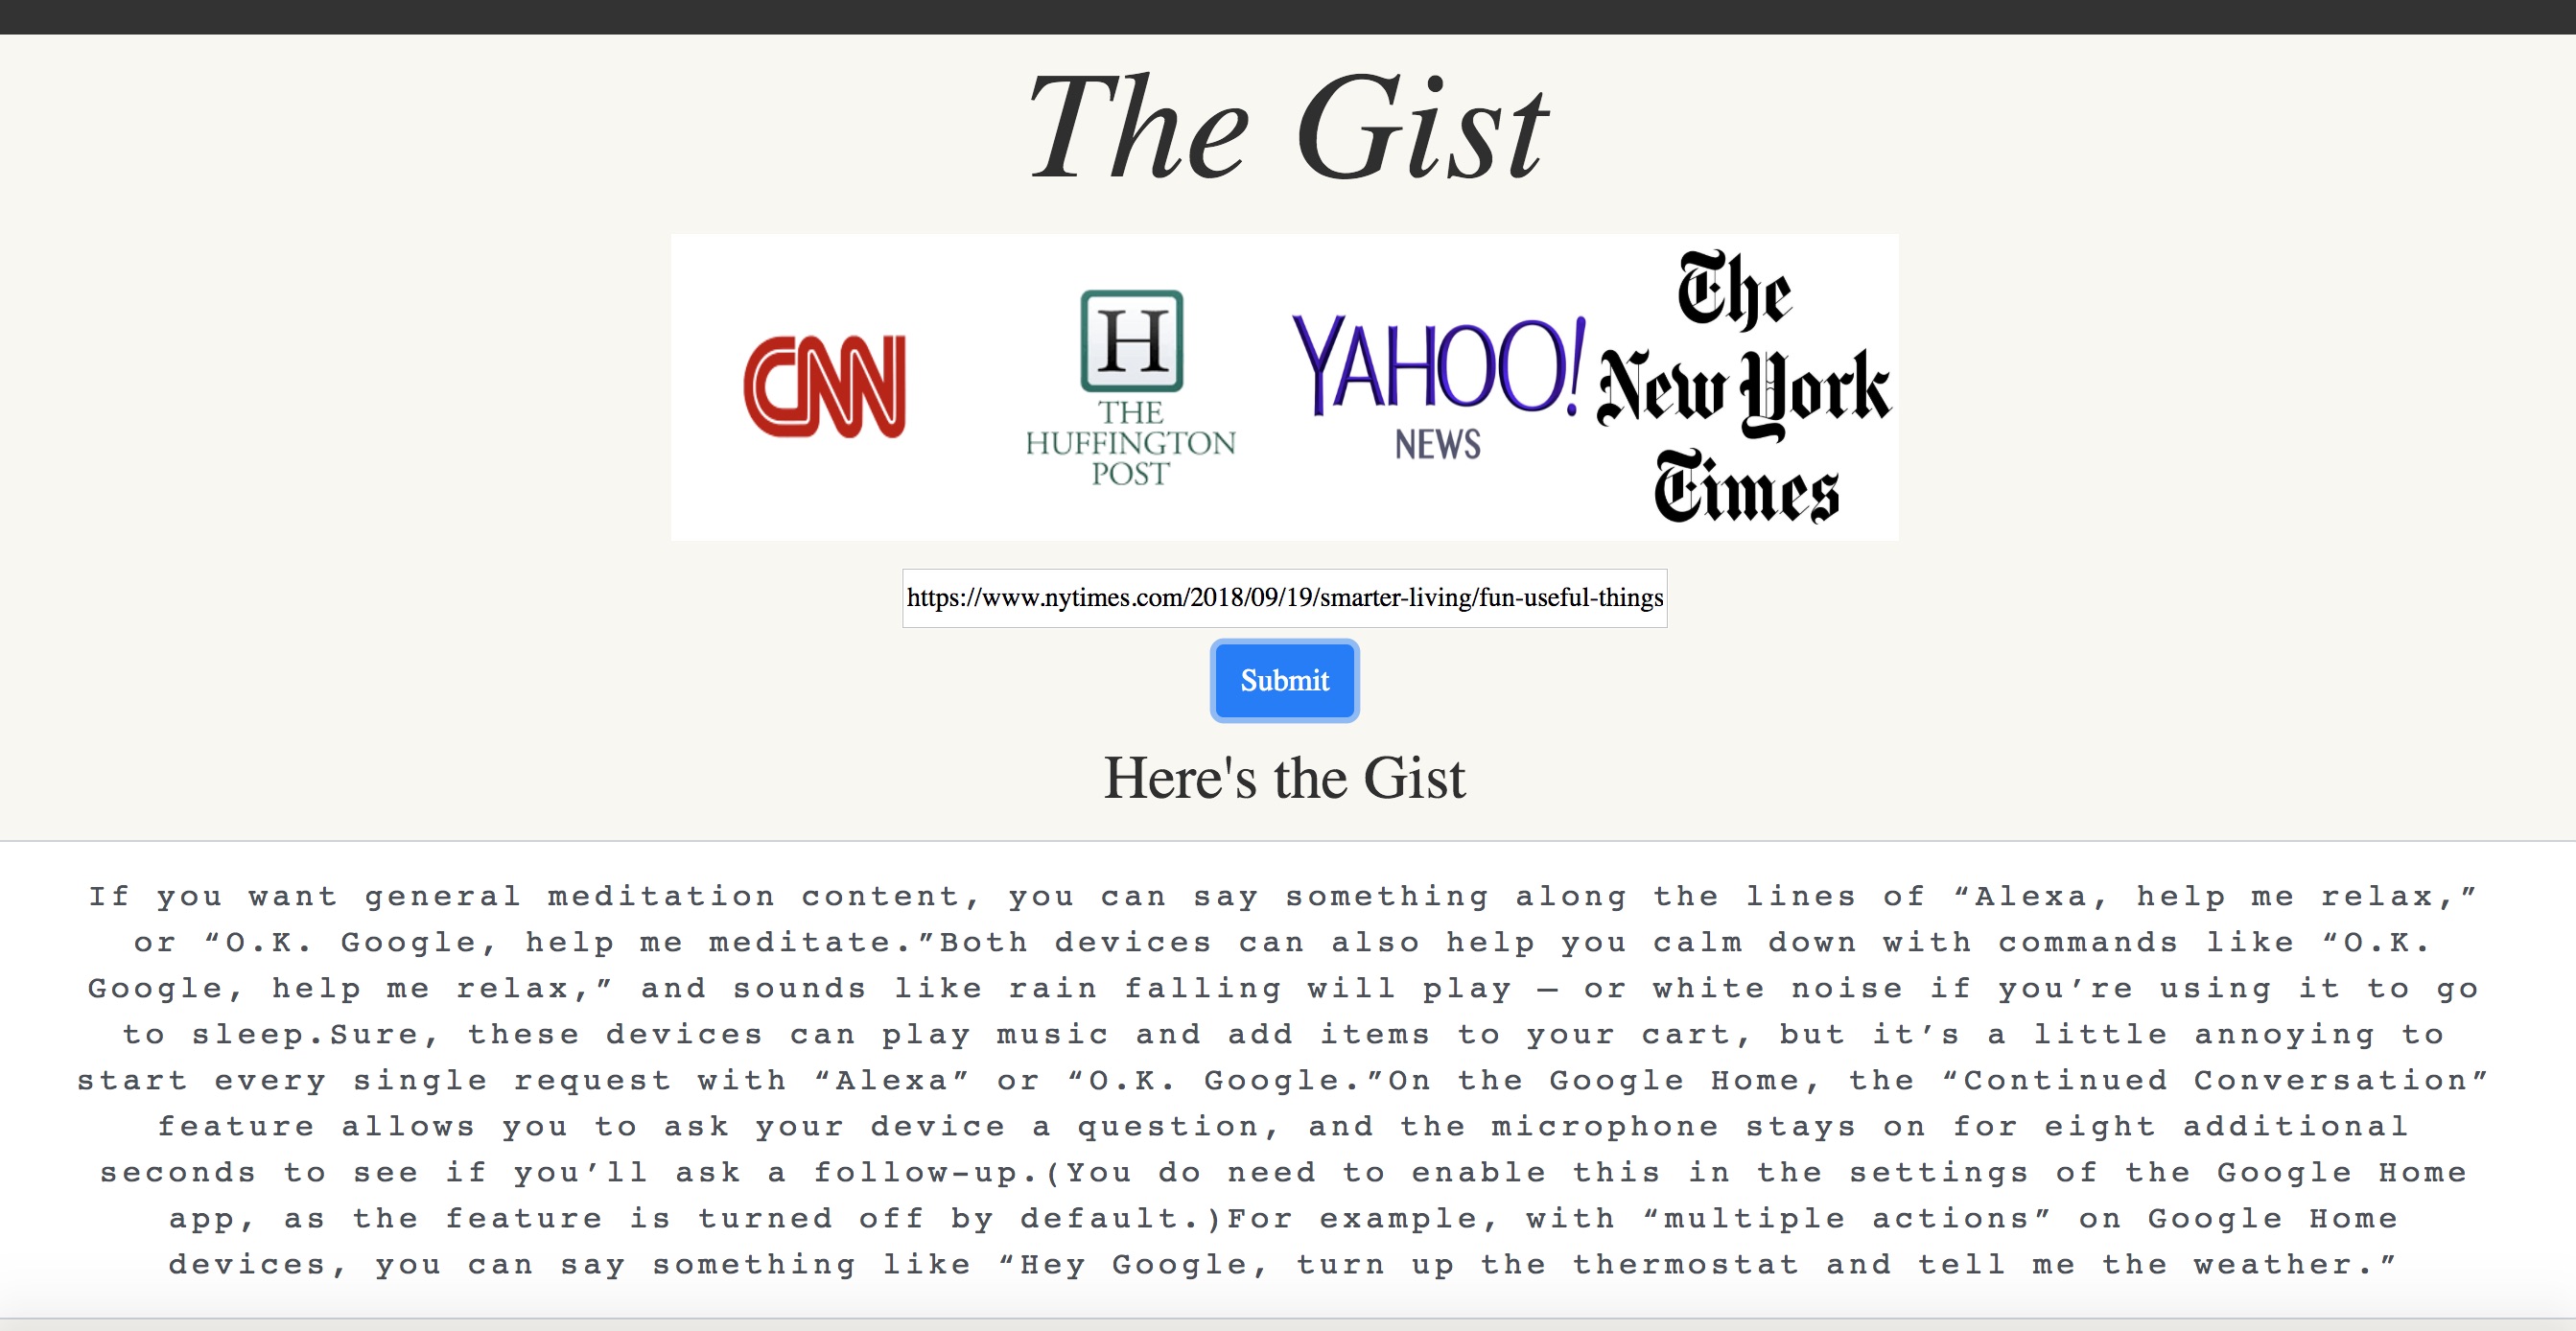 The Gist
CNN
H
THE
HUFFINGTON
POST
YAHOO!
NEWS
The
New York
Times
https://www.nytimes.com/2018/09/19/smarter-living/fun-useful-things
Submit
Here's the Gist
If you want general meditation content, you can say something along the lines of “Alexa, help me relax,”
or “O.K. Google, help me meditate.”Both devices can also help you calm down with commands like “O.K.
Google, help me relax,” and sounds like rain falling will play — or white noise if you’re using it to go
to sleep.Sure, these devices can play music and add items to your cart, but it’s a little annoying to
start every single request with “Alexa” or “O.K. Google.”On the Google Home, the “Continued Conversation”
feature allows you to ask your device a question, and the microphone stays on for eight additional
seconds to see if you’ll ask a follow-up.(You do need to enable this in the settings of the Google Home
app, as the feature is turned off by default.)For example, with “multiple actions” on Google Home
devices, you can say something like “Hey Google, turn up the thermostat and tell me the weather.”